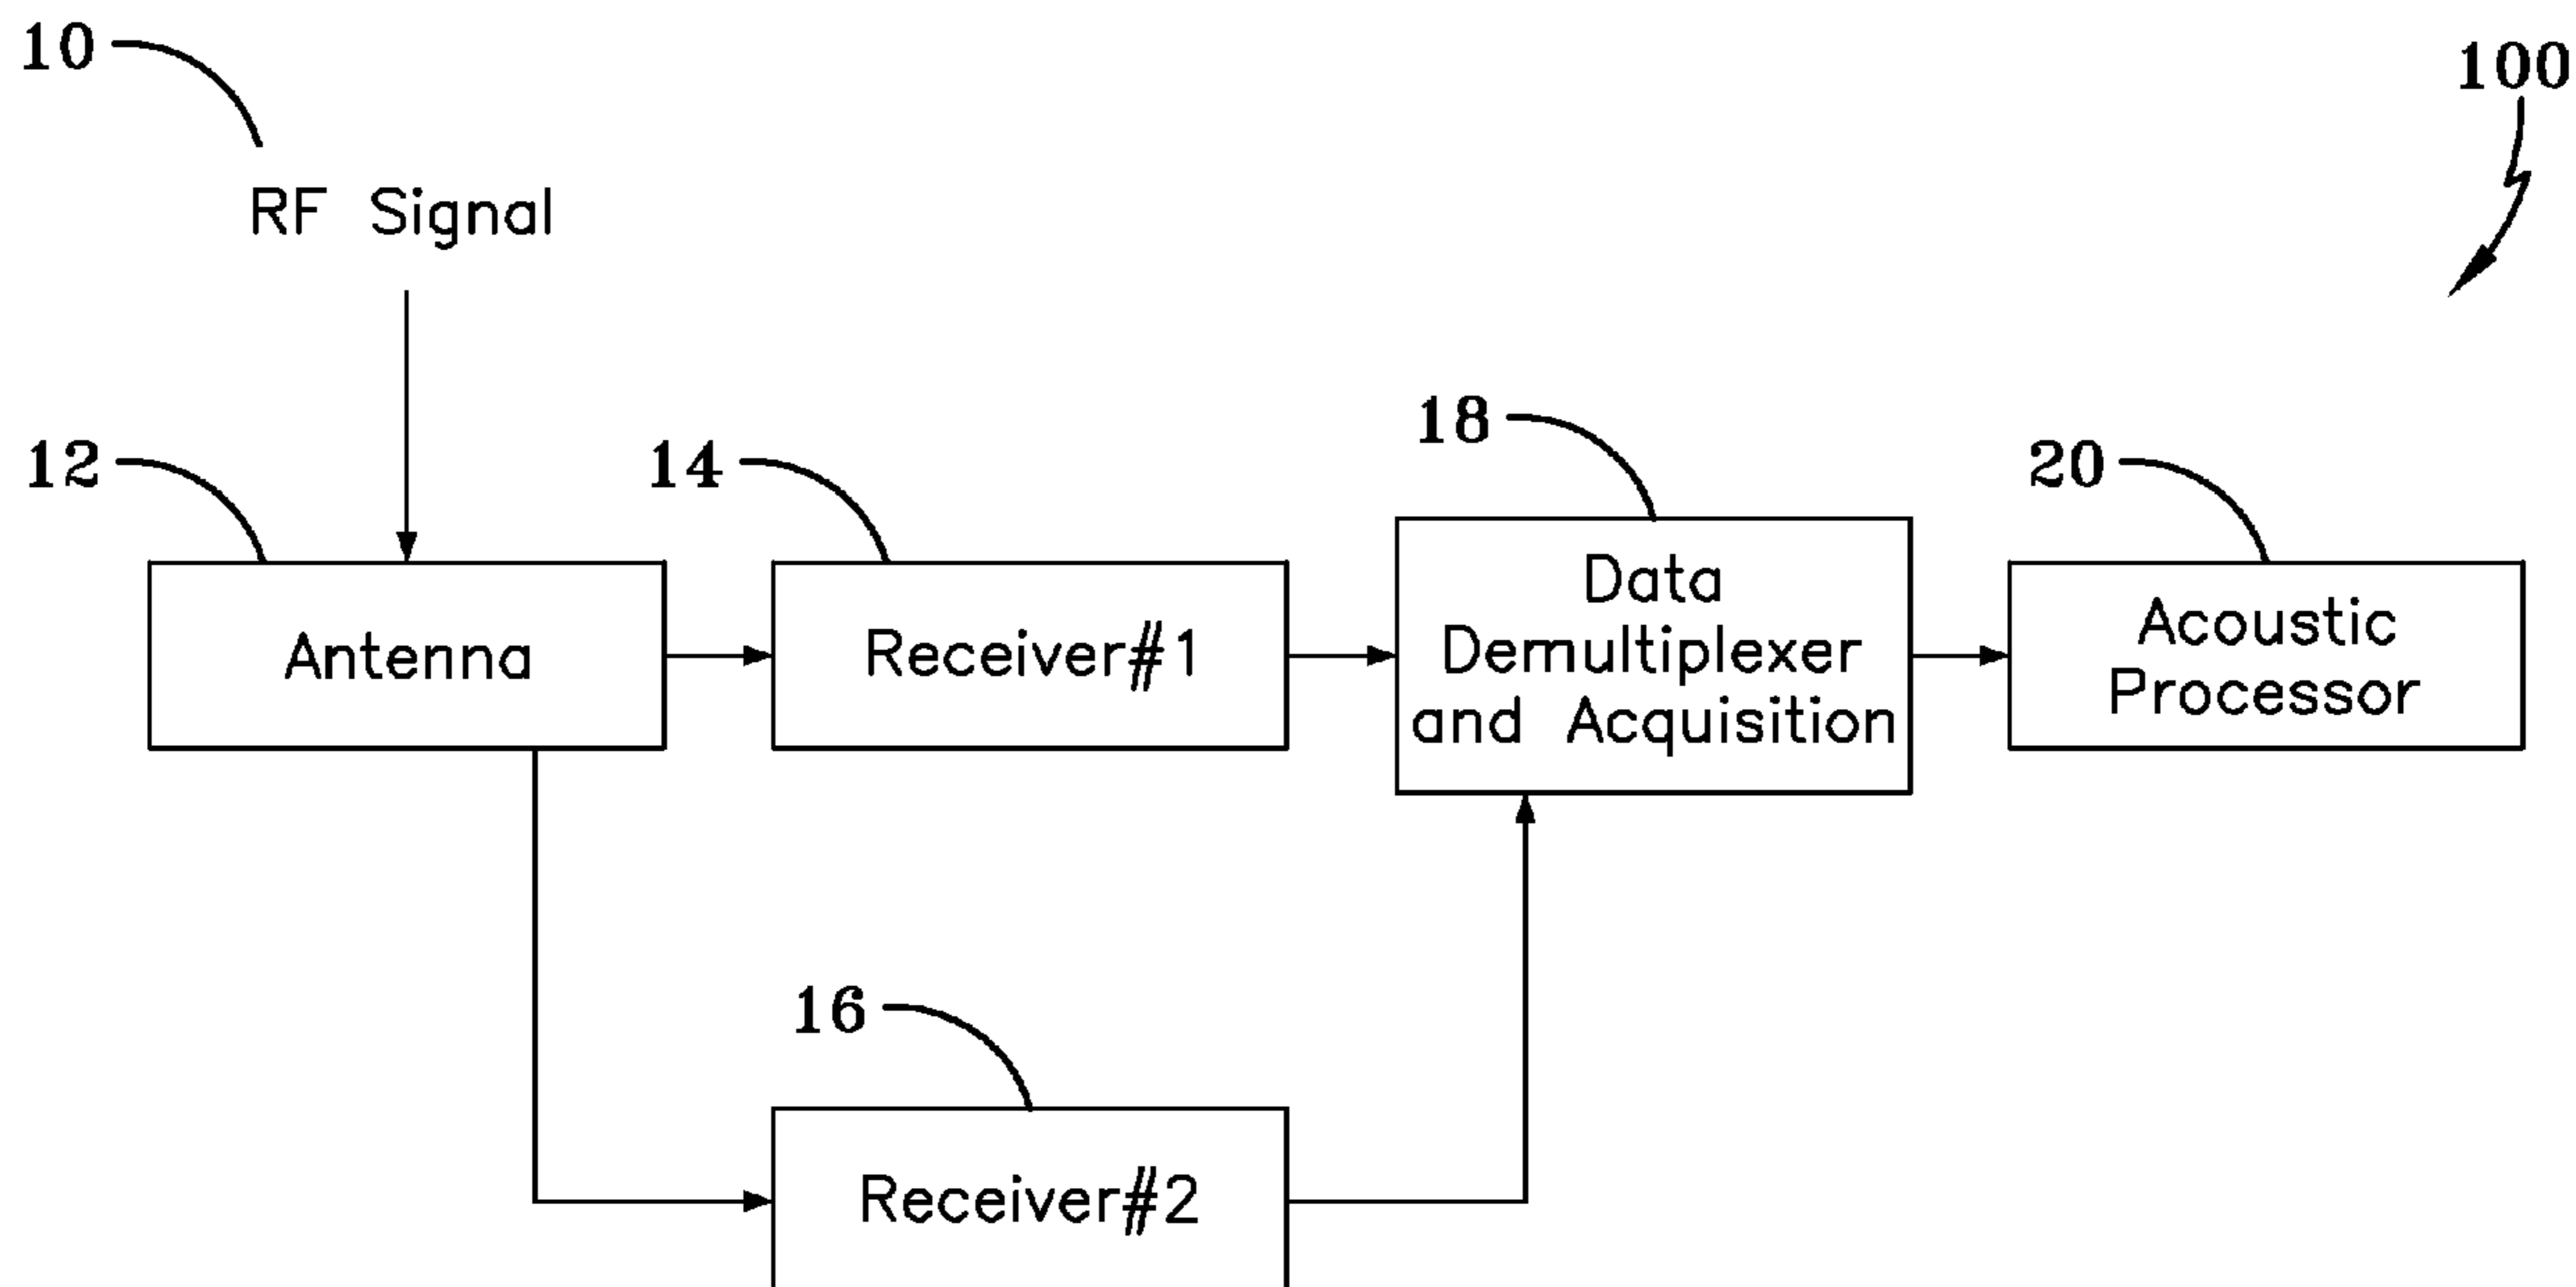 10
100
RF Signal
12
14
18
20
Antenna
Receiver#1
Data
Demultiplexer
and Acquisition
Acoustic
Processor
16
Receiver#2